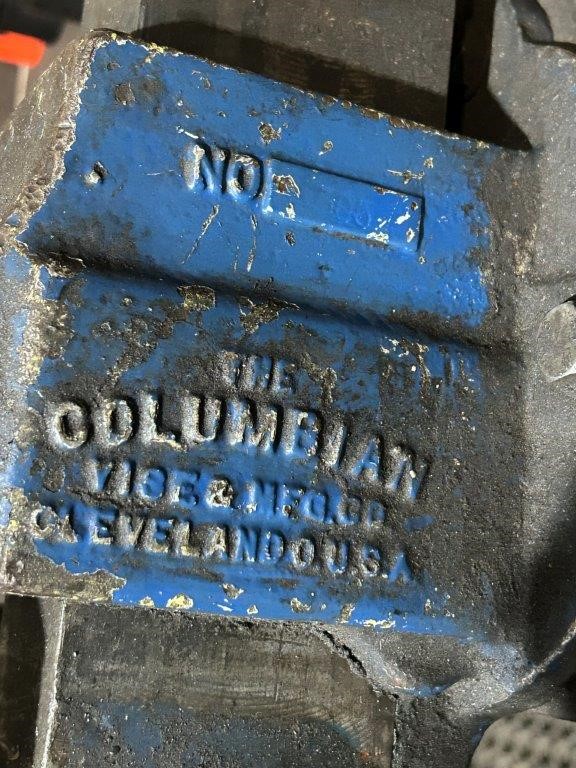 NO
THE
COLUMBIAN
VISE & MFG. CO
CLEVELAND O U.S.A